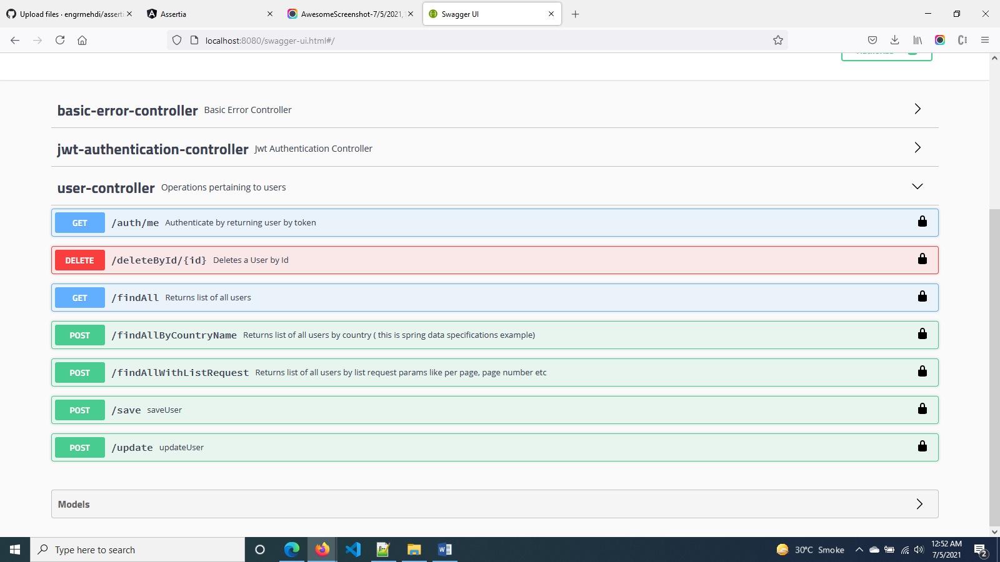 Upload files · engrmehdi/asserti
Assertia
AwesomeScreenshot-7/5/2021,1
Swagger UI
localhost:8080/swagger-ui.html#/
basic-error-controller Basic Error Controller
jwt-authentication-controller Jwt Authentication Controller
user-controller Operations pertaining to users
GET /auth/me Authenticate by returning user by token
DELETE /deleteById/{id} Deletes a User by Id
GET /findAll Returns list of all users
POST /findAllByCountryName Returns list of all users by country ( this is spring data specifications example)
POST /findAllWithListRequest Returns list of all users by list request params like per page, page number etc
POST /save saveUser
POST /update updateUser
Models
Type here to search
30°C Smoke
12:52 AM
7/5/2021
2